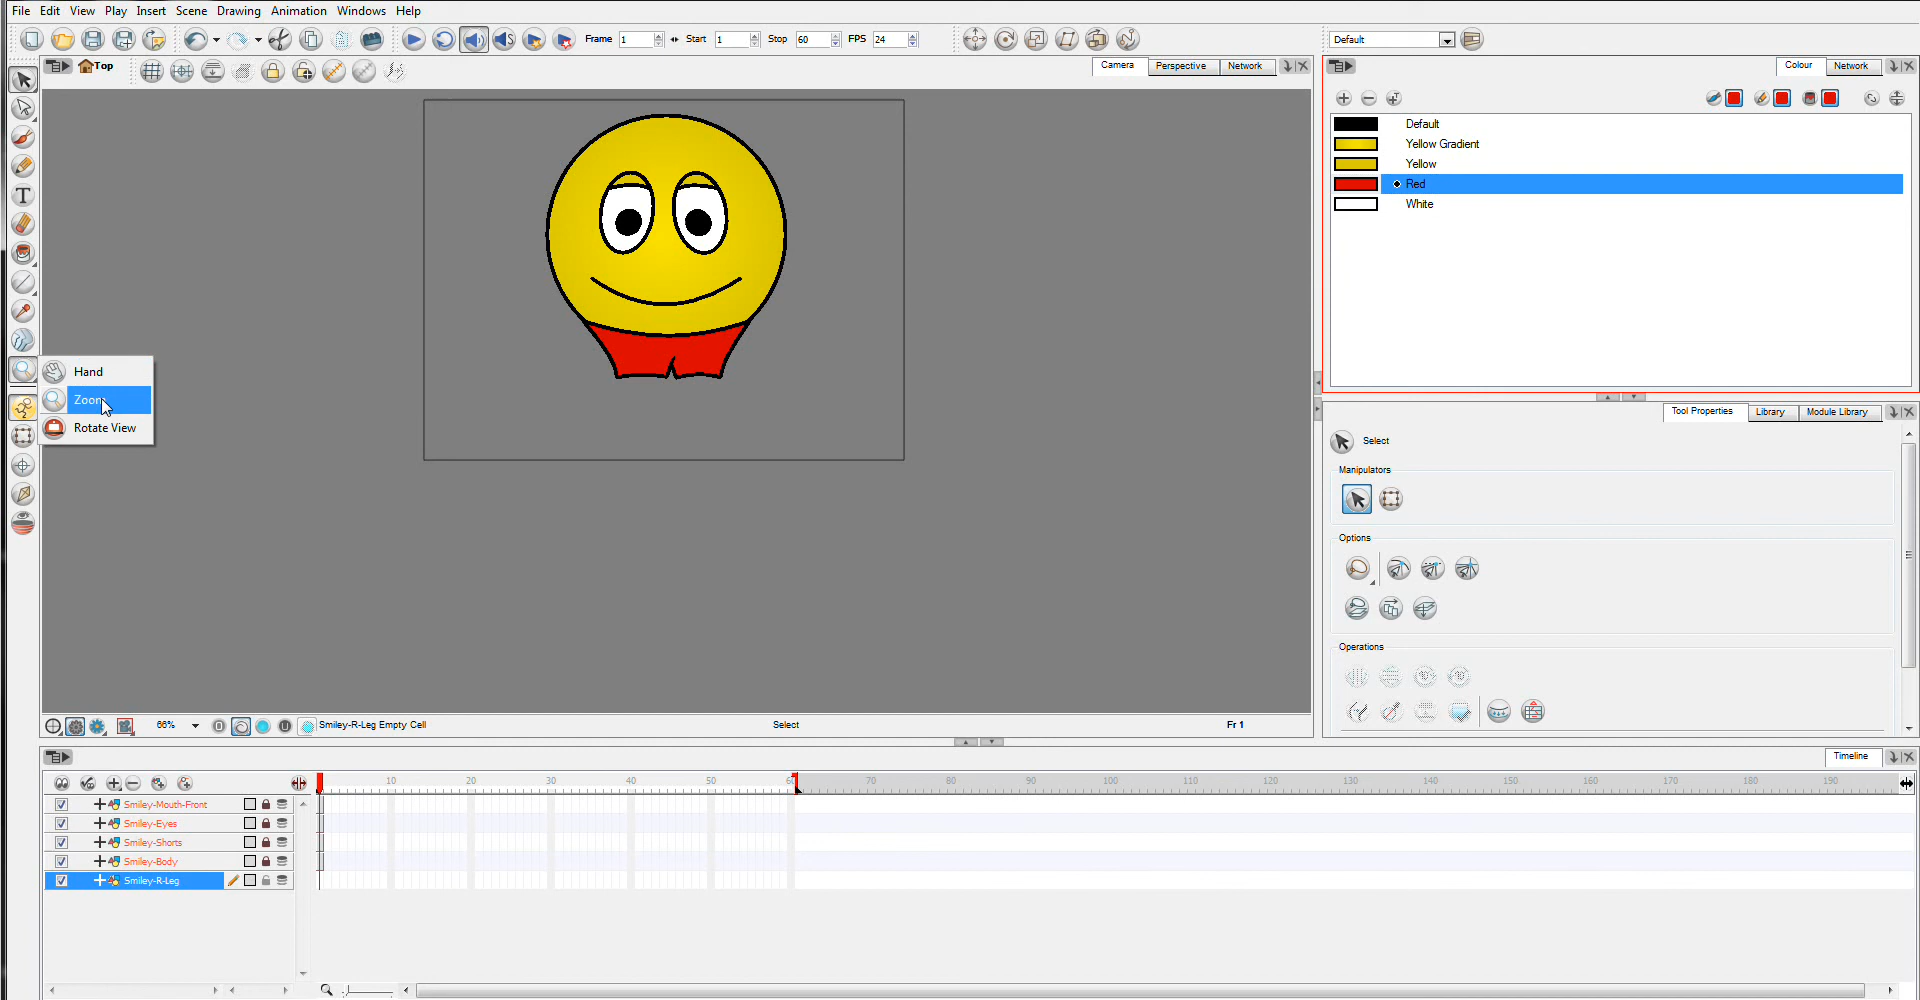 File Edit View Play Insert Scene Drawing Animation Windows Help
Frame 1 Start 1 Stop 60 FPS 24
Default
Top
Camera Perspective Network
Colour Network
Default
Yellow Gradient
Yellow
Red
White
T
Hand
Zoom
Rotate View
Tool Properties Library Module Library
Select
Manipulators
Options
Operations
66% Smiley-R-Leg Empty Cell Select Fr 1
Timeline
10 20 30 40 50 60 70 80 90 100 110 120 130 140 150 160 170 180 190
Smiley-Mouth-Front
Smiley-Eyes
Smiley-Shorts
Smiley-Body
Smiley-R-Leg